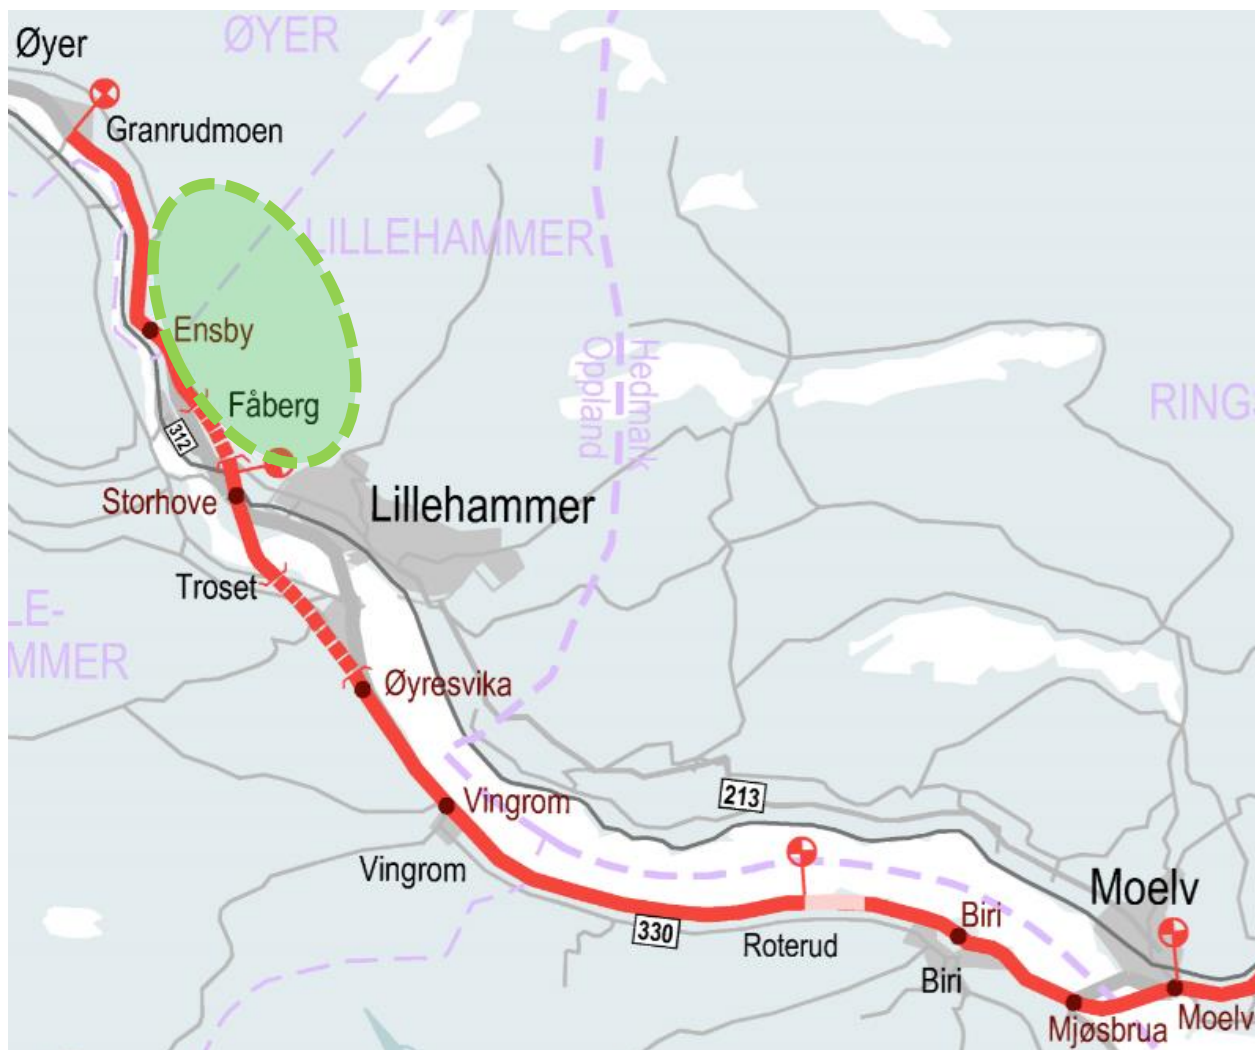 ØYER
Øyer
Granrudmoen
LILLEHAMMER
Ensby
Hedmark
Oppland
Fåberg
RINGS
312
Storhove
Lillehammer
Troset
LE-
MMER
Øyresvika
213
Vingrom
Vingrom
Moelv
330
Roterud
Biri
Biri
Mjøsbrua
Moelv